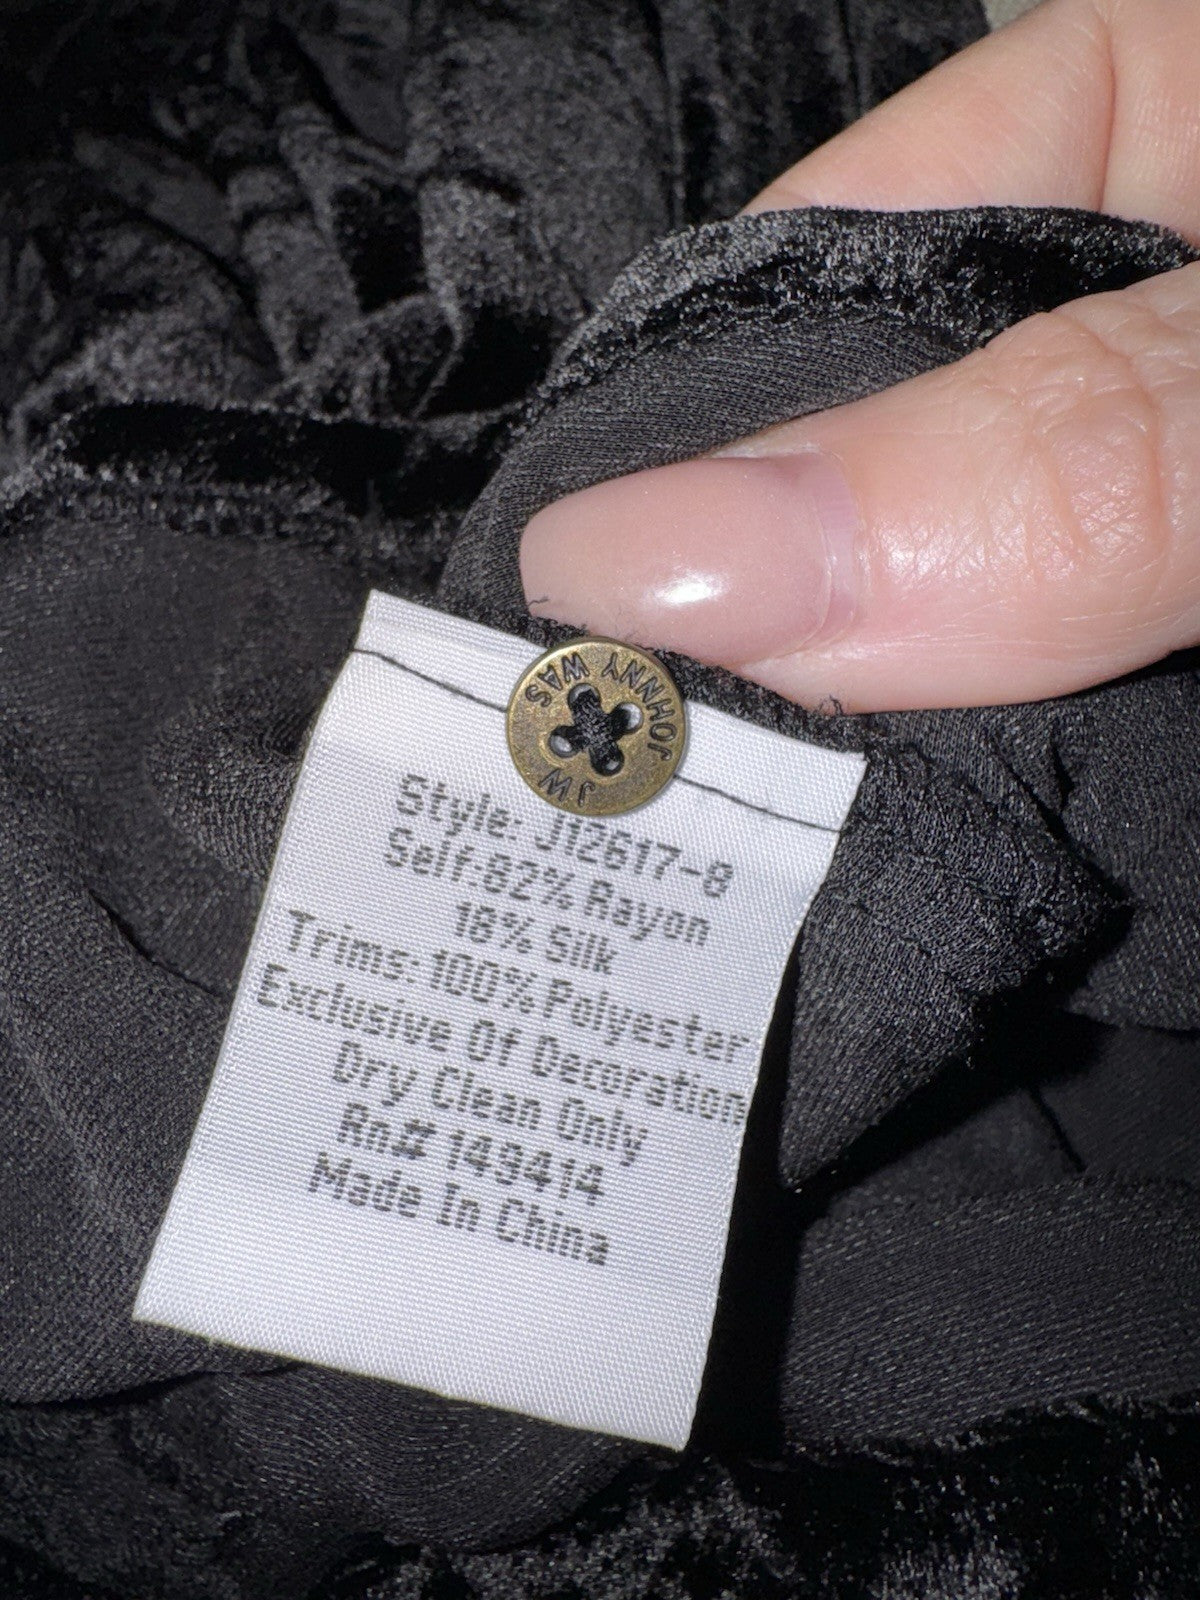 JOHNNY WAS
JW
Style: J12617-8
Self:82% Rayon
18% Silk
Trims: 100% Polyester
Exclusive Of Decoration
Dry Clean Only
Rn# 149414
Made In China